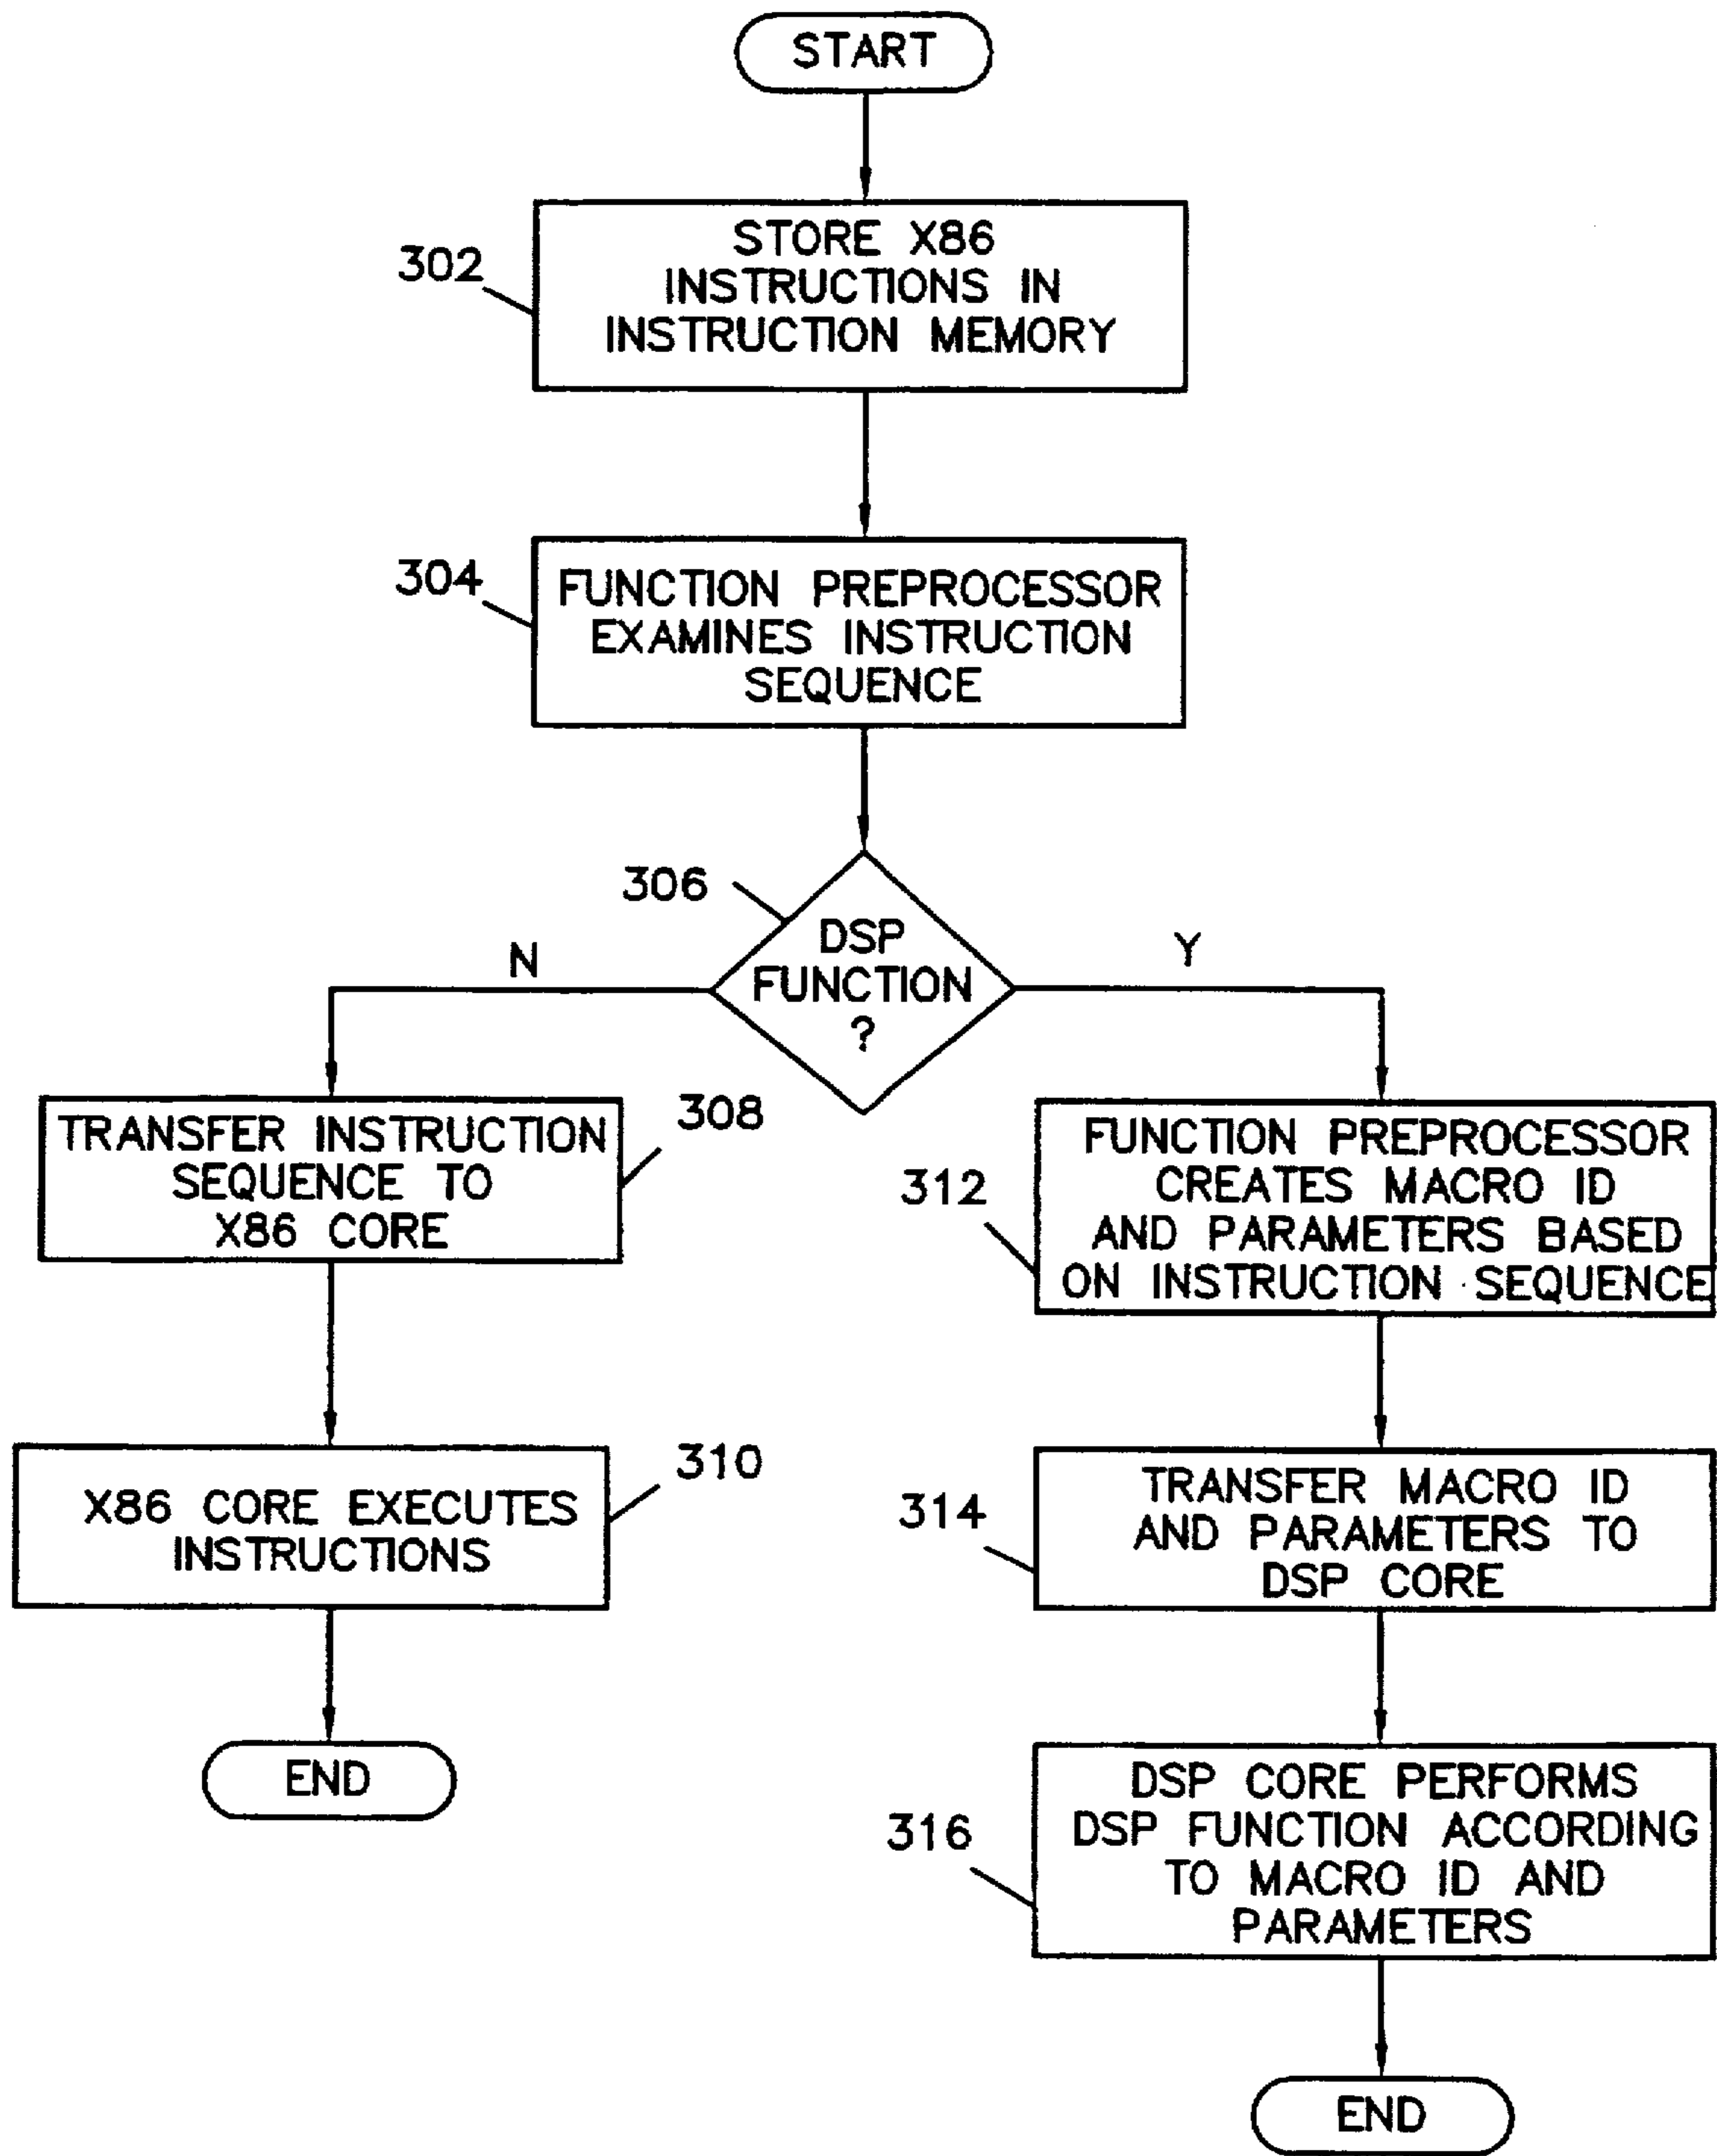 START
302
STORE X86
INSTRUCTIONS IN
INSTRUCTION MEMORY
304
FUNCTION PREPROCESSOR
EXAMINES INSTRUCTION
SEQUENCE
306
DSP
FUNCTION
?
N
Y
TRANSFER INSTRUCTION
SEQUENCE TO
X86 CORE
308
X86 CORE EXECUTES
INSTRUCTIONS
310
END
312
FUNCTION PREPROCESSOR
CREATES MACRO ID
AND PARAMETERS BASED
ON INSTRUCTION SEQUENCE
314
TRANSFER MACRO ID
AND PARAMETERS TO
DSP CORE
316
DSP CORE PERFORMS
DSP FUNCTION ACCORDING
TO MACRO ID AND
PARAMETERS
END